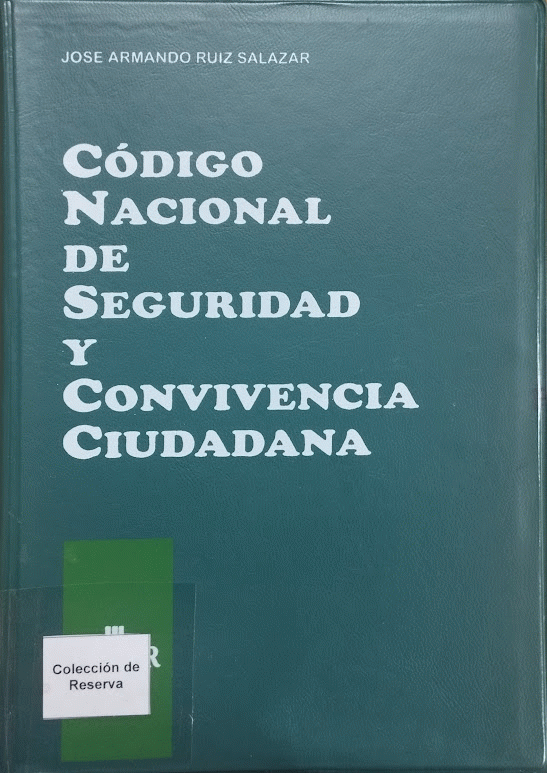 JOSE ARMANDO RUIZ SALAZAR
CÓDIGO
NACIONAL
DE
SEGURIDAD
Y
CONVIVENCIA
CIUDADANA
Colección de
Reserva